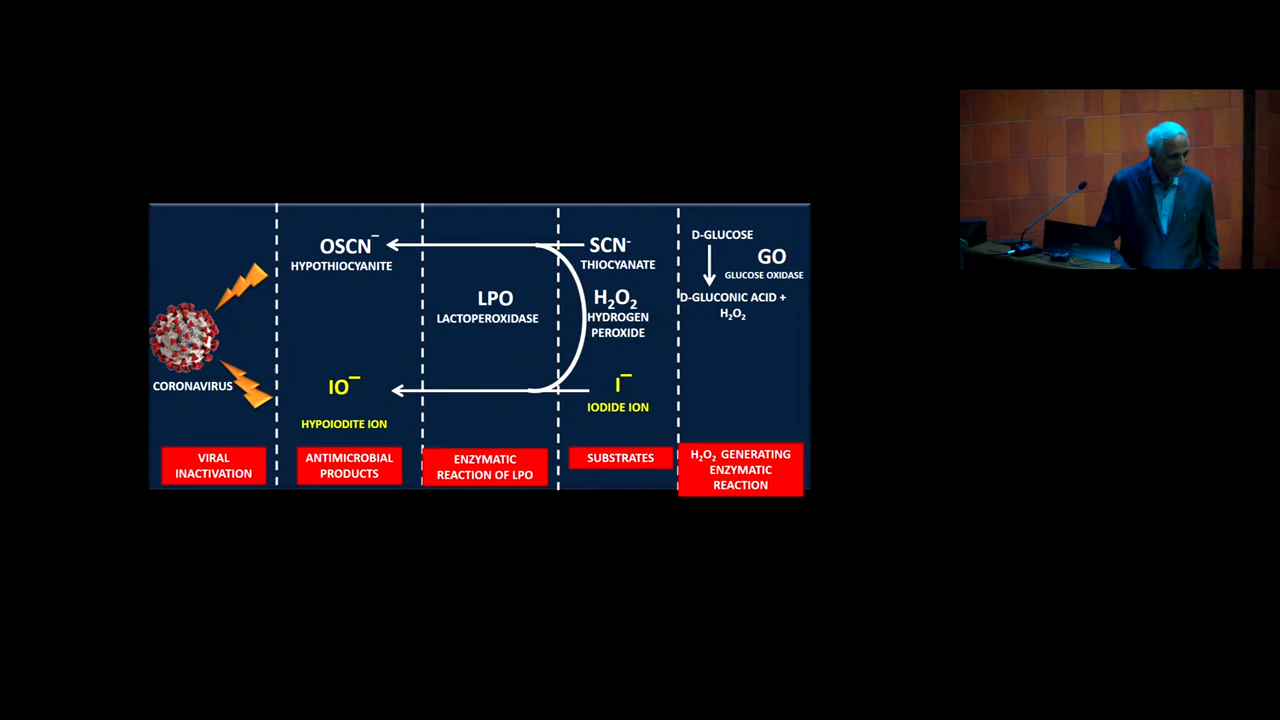 OSCN⁻
HYPOTHIOCYANITE
SCN⁻
THIOCYANATE
D-GLUCOSE
GO
GLUCOSE OXIDASE
D-GLUCONIC ACID +
H₂O₂
LPO
LACTOPEROXIDASE
H₂O₂
HYDROGEN
PEROXIDE
CORONAVIRUS
IO⁻
HYPOIODITE ION
I⁻
IODIDE ION
VIRAL
INACTIVATION
ANTIMICROBIAL
PRODUCTS
ENZYMATIC
REACTION OF LPO
SUBSTRATES
H₂O₂ GENERATING
ENZYMATIC
REACTION